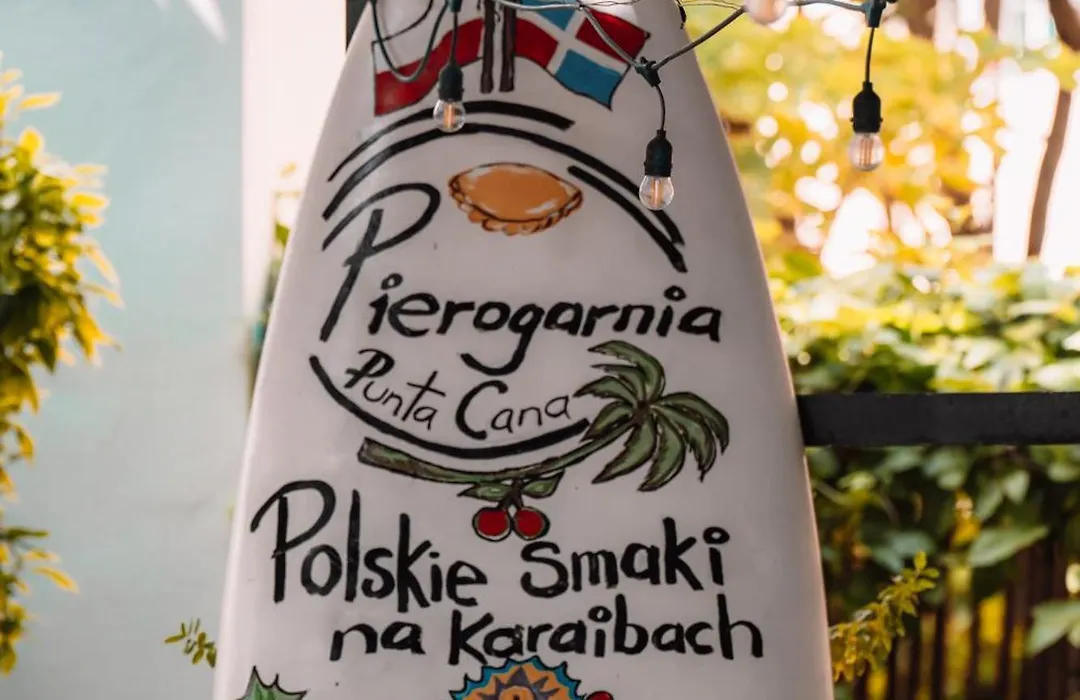 Pierogarnia
Punta Cana
Polskie smaki
na Karaibach